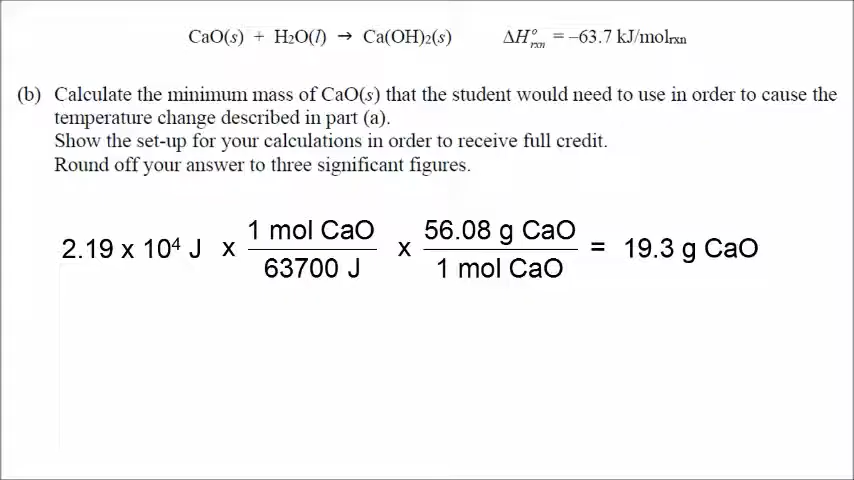 CaO(s) + H₂O(l) → Ca(OH)₂(s) ΔH°rxn = –63.7 kJ/molrxn
(b) Calculate the minimum mass of CaO(s) that the student would need to use in order to cause the
temperature change described in part (a).
Show the set-up for your calculations in order to receive full credit.
Round off your answer to three significant figures.
1 mol CaO 56.08 g CaO
2.19 x 10⁴ J x x = 19.3 g CaO
63700 J 1 mol CaO